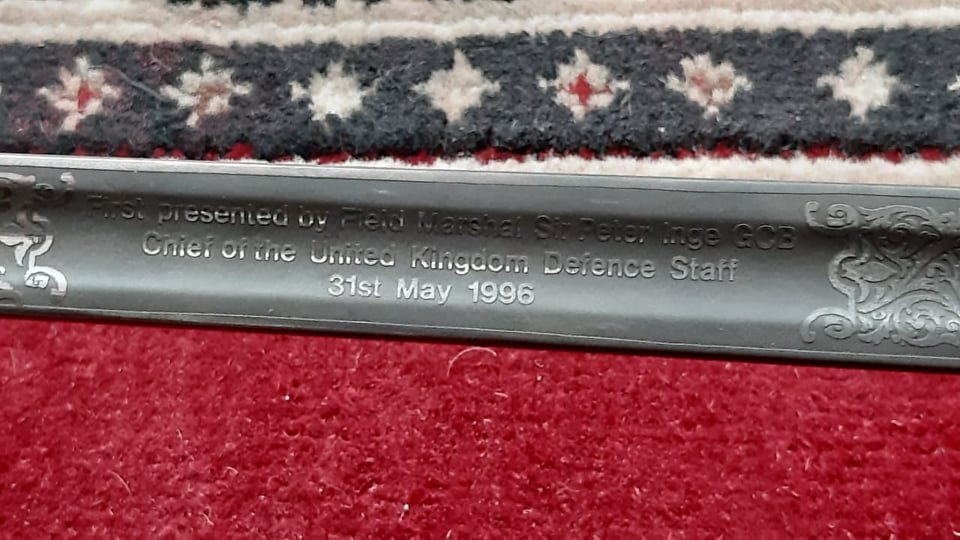 First presented by Field Marshal Sir Peter Inge GCB
Chief of the United Kingdom Defence Staff
31st May 1996